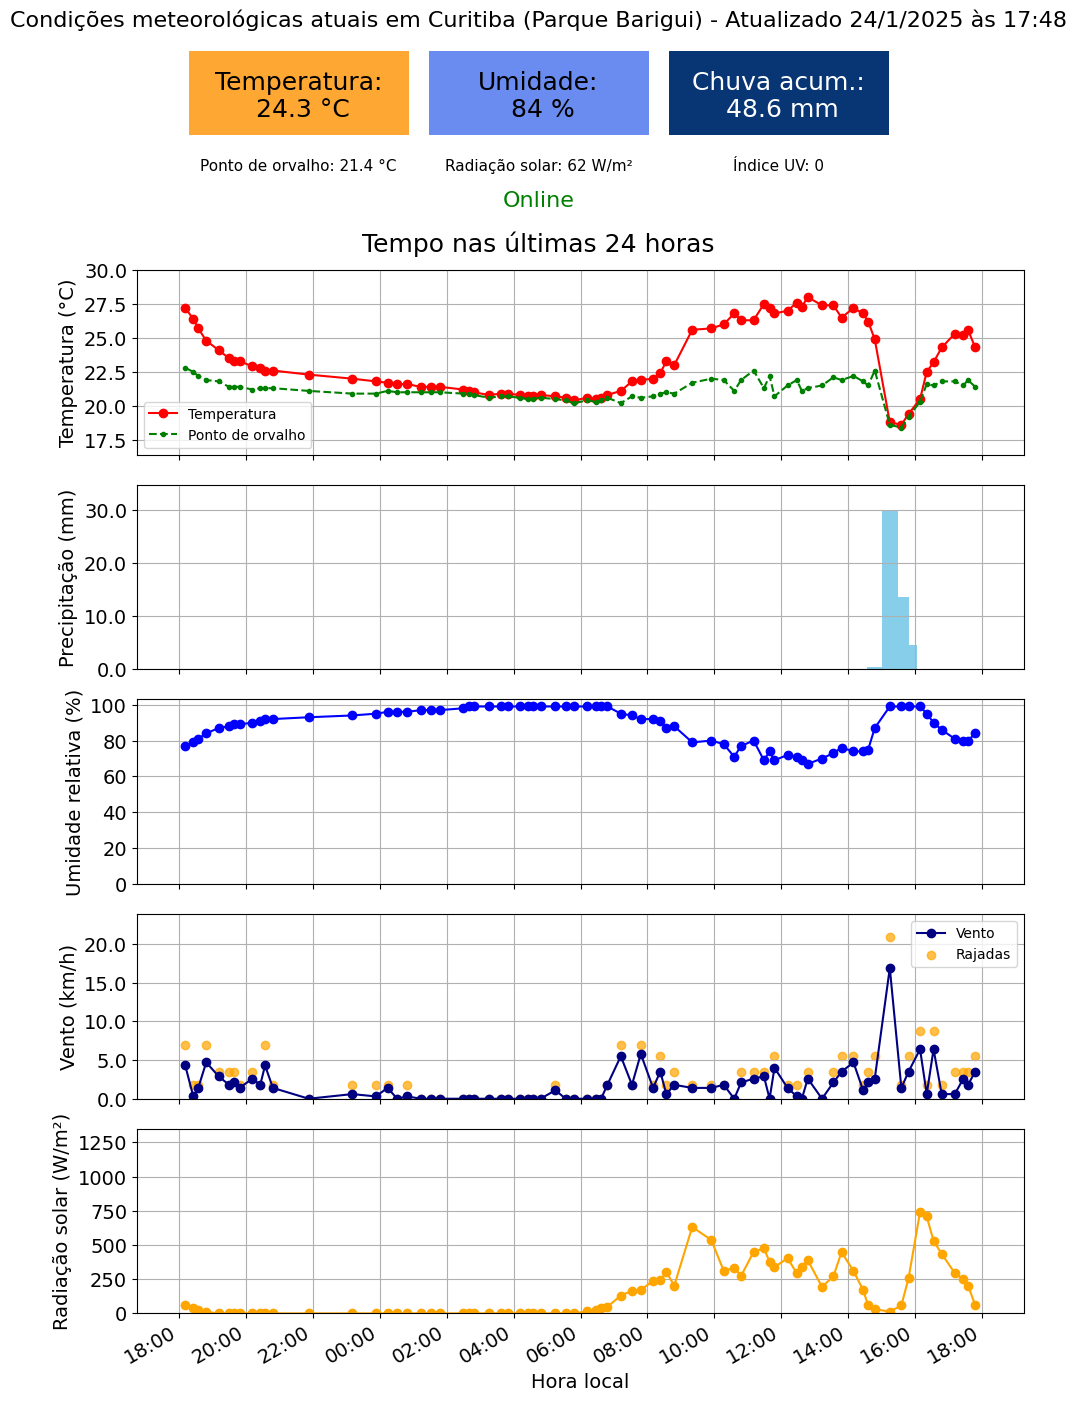 Condições meteorológicas atuais em Curitiba (Parque Barigui) - Atualizado 24/1/2025 às 17:48
Temperatura:
24.3 °C
Umidade:
84 %
Chuva acum.:
48.6 mm
Ponto de orvalho: 21.4 °C
Radiação solar: 62 W/m²
Índice UV: 0
Online
Tempo nas últimas 24 horas
Temperatura (°C)
30.0
27.5
25.0
22.5
20.0
17.5
Temperatura
Ponto de orvalho
Precipitação (mm)
30.0
20.0
10.0
0.0
Umidade relativa (%)
100
80
60
40
20
0
Vento (km/h)
20.0
15.0
10.0
5.0
0.0
Vento
Rajadas
Radiação solar (W/m²)
1250
1000
750
500
250
0
18:00
20:00
22:00
00:00
02:00
04:00
06:00
08:00
10:00
12:00
14:00
16:00
18:00
Hora local